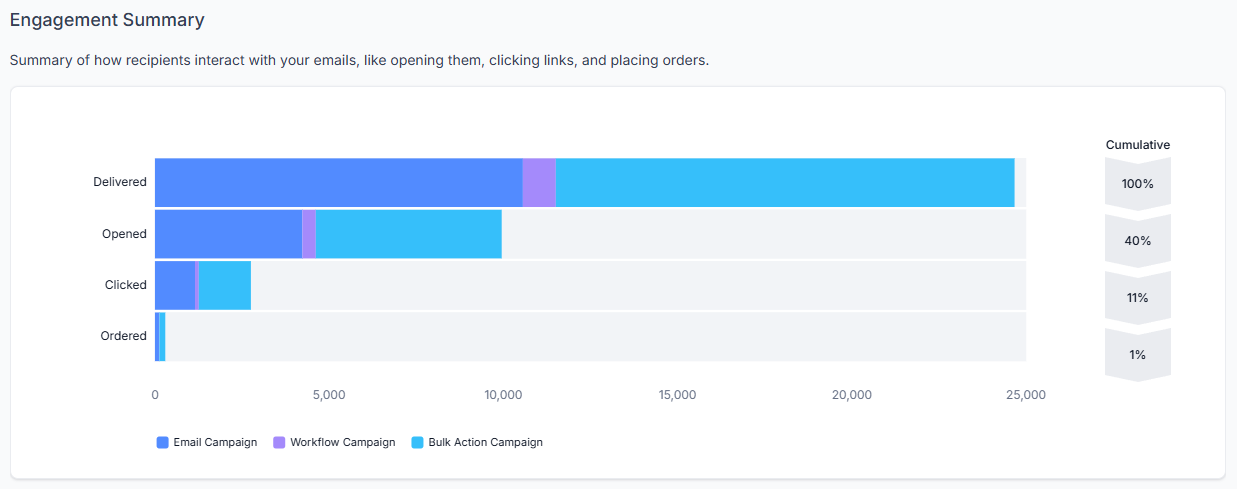 Engagement Summary
Summary of how recipients interact with your emails, like opening them, clicking links, and placing orders.
Cumulative
Delivered
100%
Opened
40%
Clicked
11%
Ordered
1%
0
5,000
10,000
15,000
20,000
25,000
Email Campaign
Workflow Campaign
Bulk Action Campaign